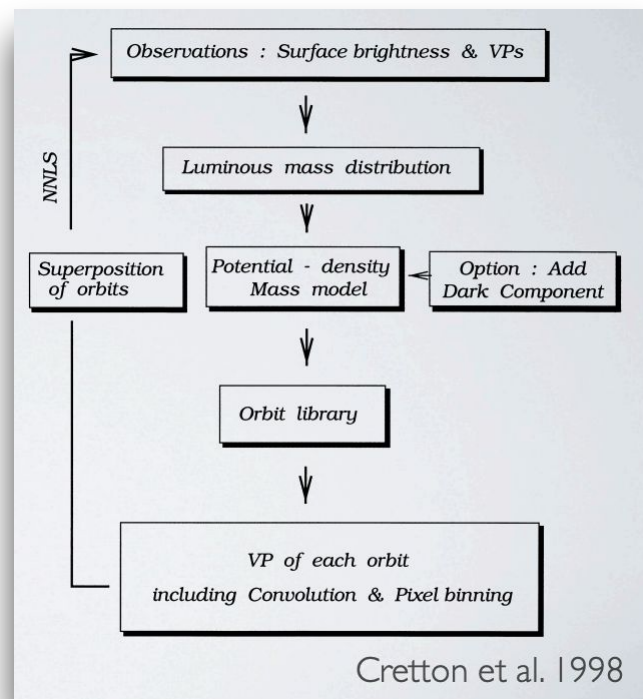 Observations : Surface brightness & VPs
NNLS
Luminous mass distribution
Superposition
of orbits
Potential - density
Mass model
Option : Add
Dark Component
Orbit library
VP of each orbit
including Convolution & Pixel binning
Cretton et al. 1998